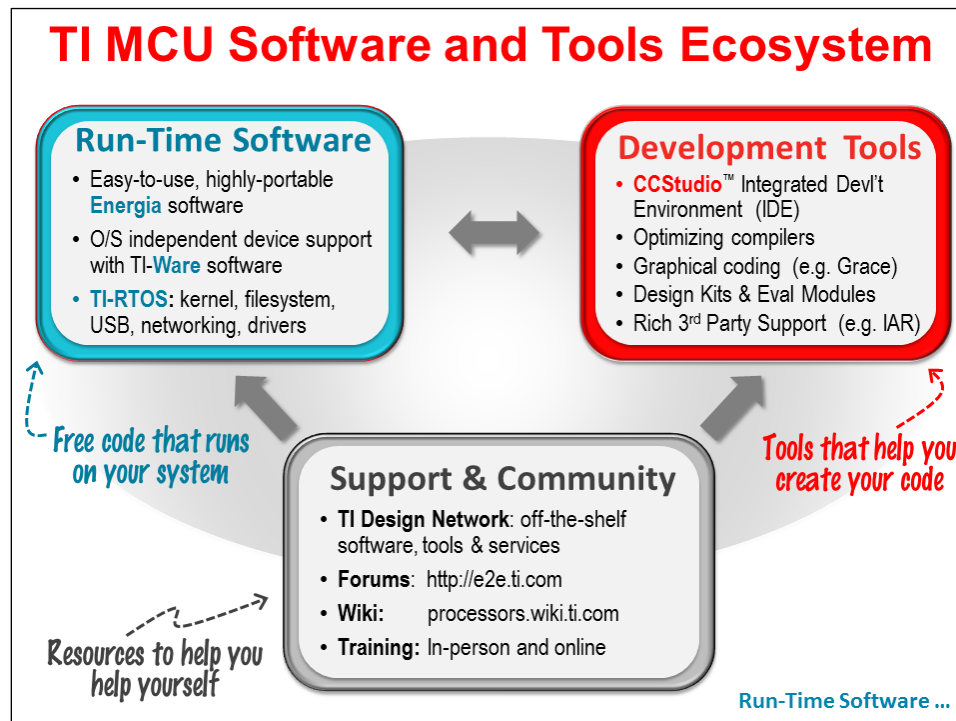 TI MCU Software and Tools Ecosystem
Run-Time Software
• Easy-to-use, highly-portable
Energia software
• O/S independent device support
with TI-Ware software
• TI-RTOS: kernel, filesystem,
USB, networking, drivers
Development Tools
• CCStudio™ Integrated Devl't
Environment (IDE)
• Optimizing compilers
• Graphical coding (e.g. Grace)
• Design Kits & Eval Modules
• Rich 3rd Party Support (e.g. IAR)
Free code that runs
on your system
Tools that help you
create your code
Support & Community
• TI Design Network: off-the-shelf
software, tools & services
• Forums: http://e2e.ti.com
• Wiki: processors.wiki.ti.com
• Training: In-person and online
Resources to help you
help yourself
Run-Time Software ...